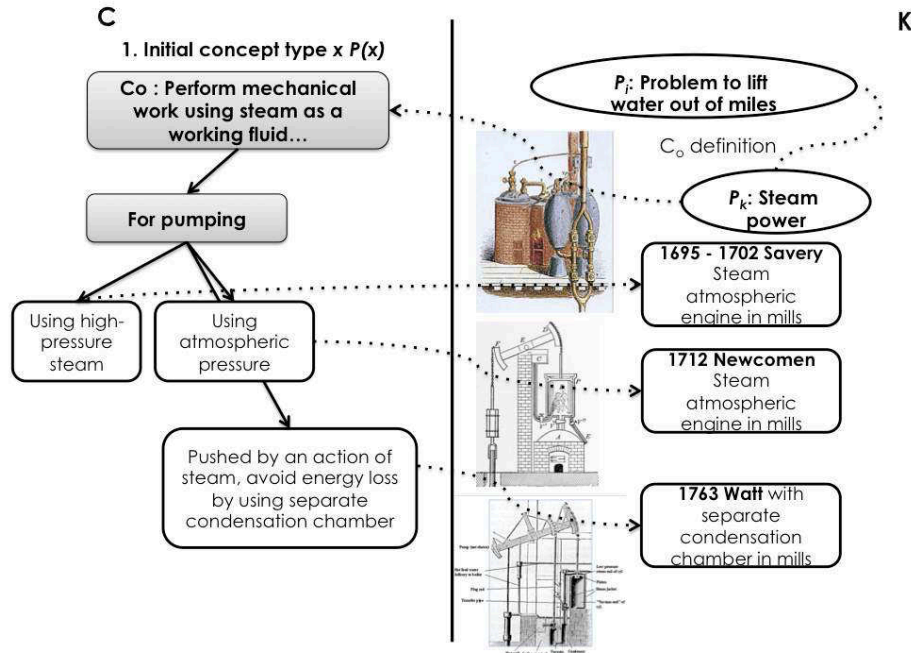 C
K
1. Initial concept type x P(x)
Co : Perform mechanical
work using steam as a
working fluid…
For pumping
Using high-
pressure
steam
Using
atmospheric
pressure
Pushed by an action of
steam, avoid energy loss
by using separate
condensation chamber
Pi: Problem to lift
water out of miles
Co definition
Pk: Steam
power
1695 - 1702 Savery
Steam
atmospheric
engine in mills
1712 Newcomen
Steam
atmospheric
engine in mills
1763 Watt with
separate
condensation
chamber in mills